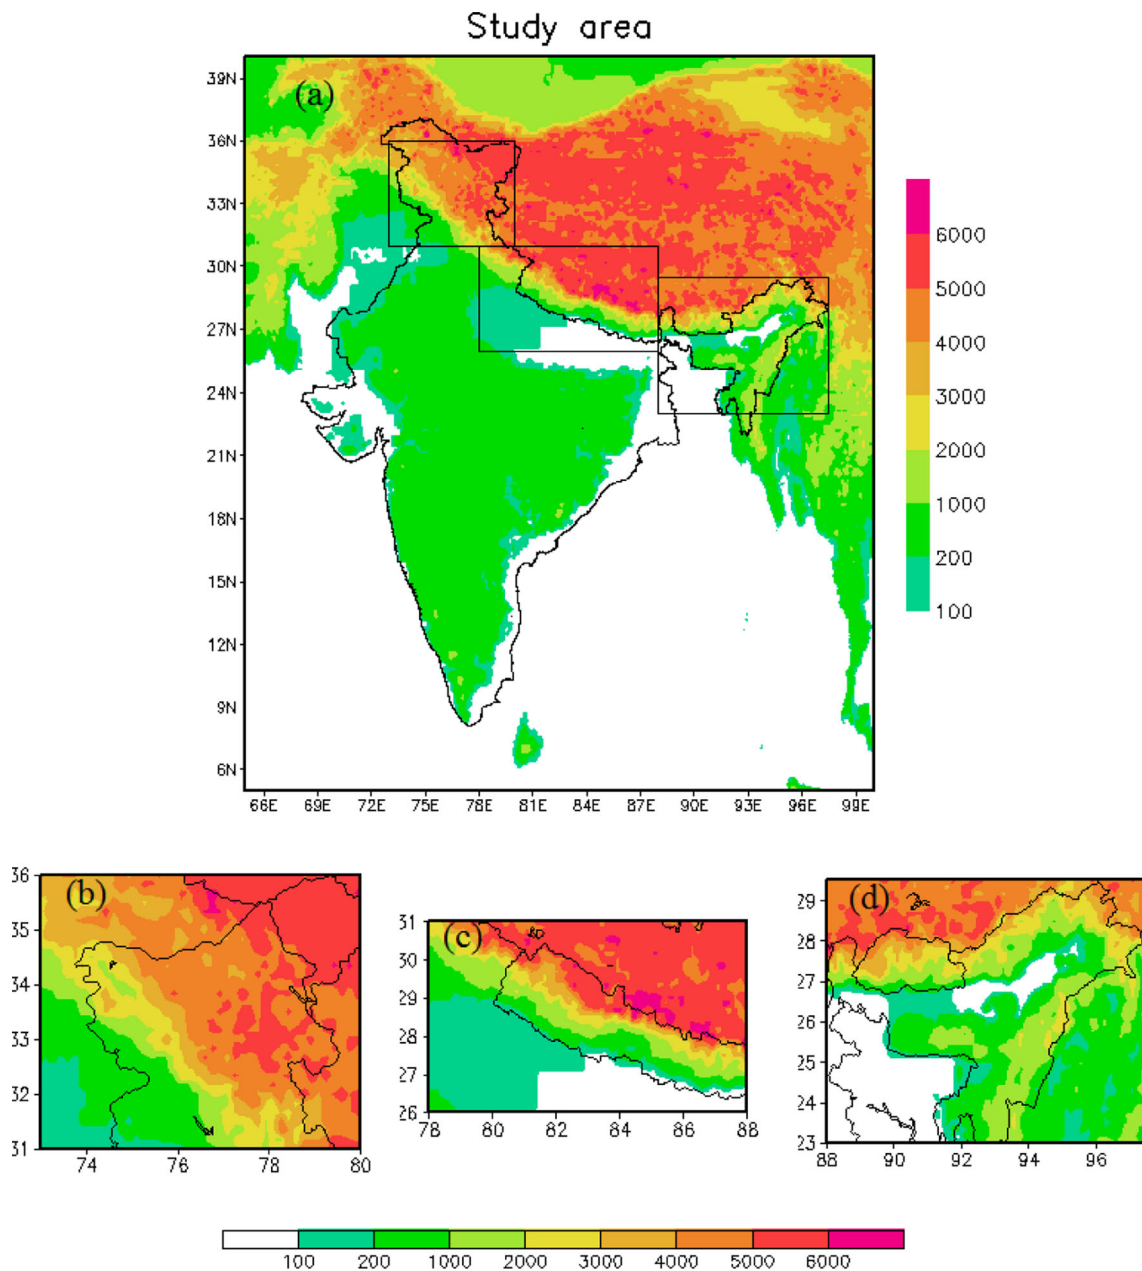 Study area
(a)
39N
36N
33N
30N
27N
24N
21N
18N
15N
12N
9N
6N
66E 69E 72E 75E 78E 81E 84E 87E 90E 93E 96E 99E
6000
5000
4000
3000
2000
1000
200
100
(b)
36
35
34
33
32
31
74 76 78 80
(c)
31
30
29
28
27
26
78 80 82 84 86 88
(d)
29
28
27
26
25
24
23
88 90 92 94 96
100 200 1000 2000 3000 4000 5000 6000